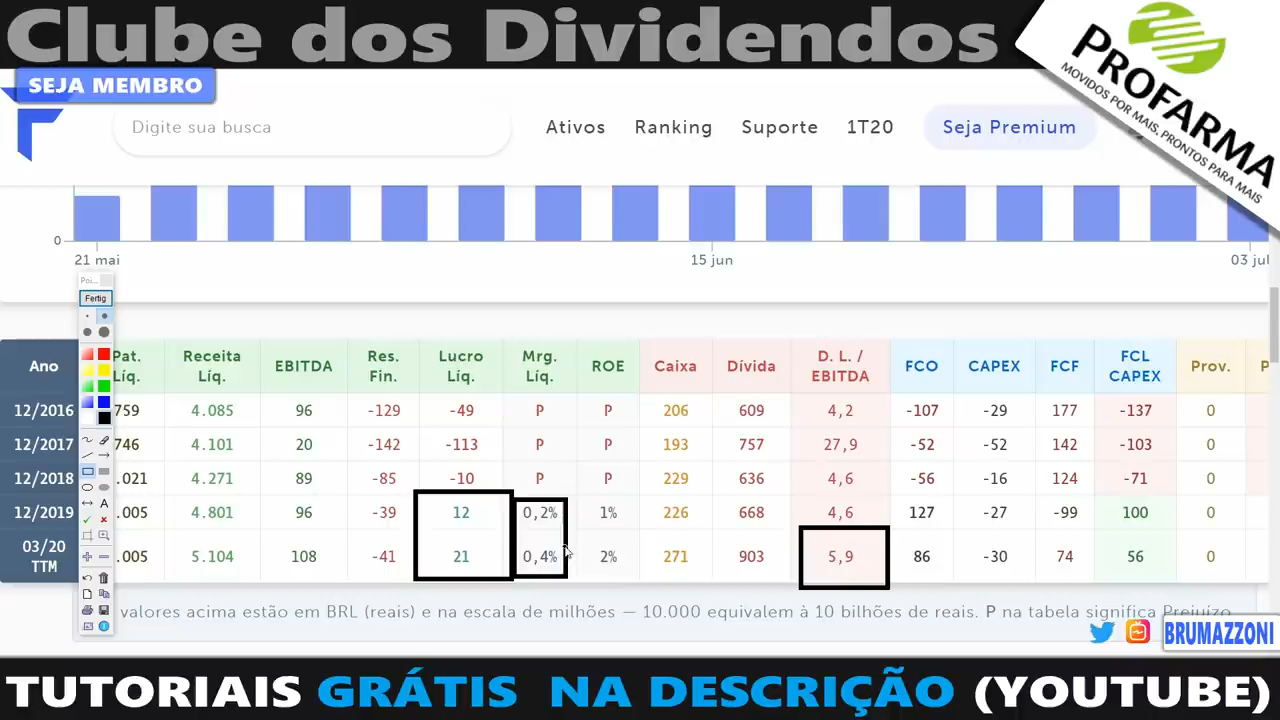 Clube dos Dividendos
PROFARMA
MOVIDOS POR MAIS, PRONTOS PARA MAIS
SEJA MEMBRO
Digite sua busca
Ativos Ranking Suporte 1T20 Seja Premium
0
21 mai 15 jun 03 jul
Poi...
Fertig
Ano Pat. Líq. Receita Líq. EBITDA Res. Fin. Lucro Líq. Mrg. Líq. ROE Caixa Dívida D. L. / EBITDA FCO CAPEX FCF FCL CAPEX Prov. P
12/2016 759 4.085 96 -129 -49 P P 206 609 4,2 -107 -29 177 -137 0
12/2017 746 4.101 20 -142 -113 P P 193 757 27,9 -52 -52 142 -103 0
12/2018 .021 4.271 89 -85 -10 P P 229 636 4,6 -56 -16 124 -71 0
12/2019 .005 4.801 -39 12 0,2% 1% 226 668 4,6 127 -27 -99 100 0
03/20 TTM .005 5.104 108 -41 21 0,4% 2% 271 903 5,9 86 -30 74 56 0
A
valores acima estão em BRL (reais) e na escala de milhões — 10.000 equivalem à 10 bilhões de reais. P na tabela significa Prejuízo.
BRUMAZZONI
TUTORIAIS GRÁTIS NA DESCRIÇÃO (YOUTUBE)